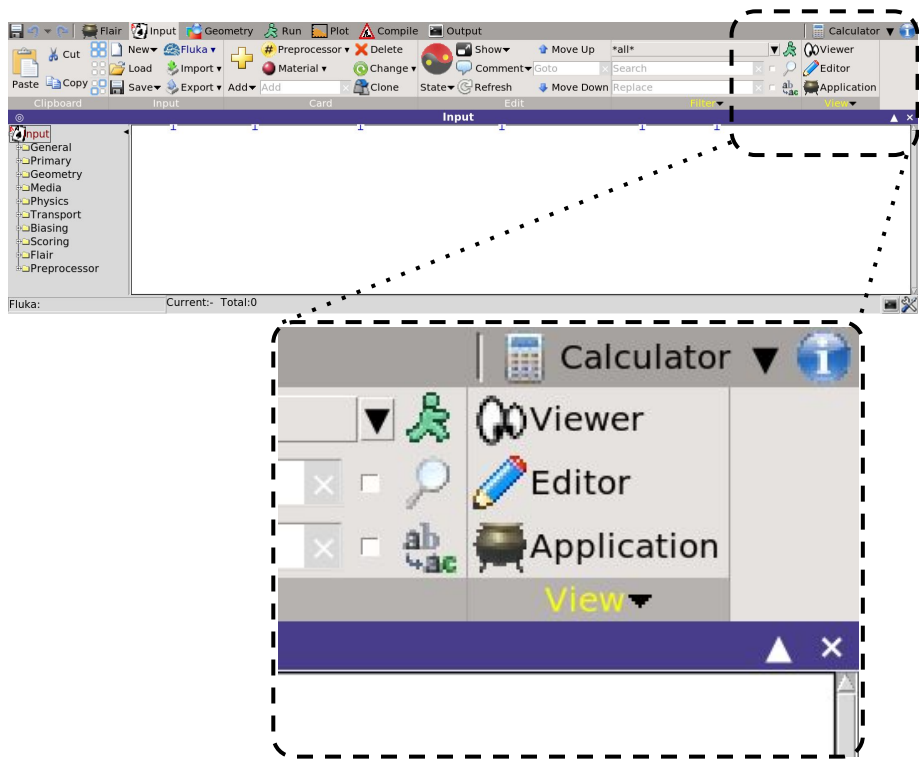 Flair Input Geometry Run Plot Compile Output Calculator
Cut New Fluka Preprocessor Delete Show Move Up *all* Viewer
Load Import Material Change Comment Goto Move Down Search Editor
Paste Copy Save Export Add Add Clone State Refresh Replace Application
Clipboard Input Card Edit Filter View
Input
Input
General
Primary
Geometry
Media
Physics
Transport
Biasing
Scoring
Flair
Preprocessor
Fluka: Current:- Total:0
Calculator
Viewer
Editor
ab
ac
Application
View